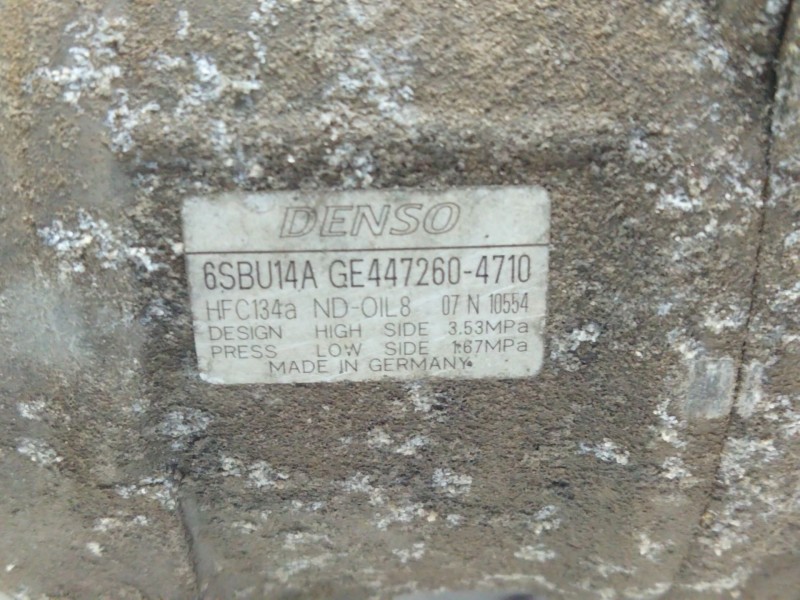 DENSO
6SBU14A GE447260-4710
HFC134a ND-OIL8 07 N 10554
DESIGN HIGH SIDE 3.53MPa
PRESS LOW SIDE 1.67MPa
MADE IN GERMANY